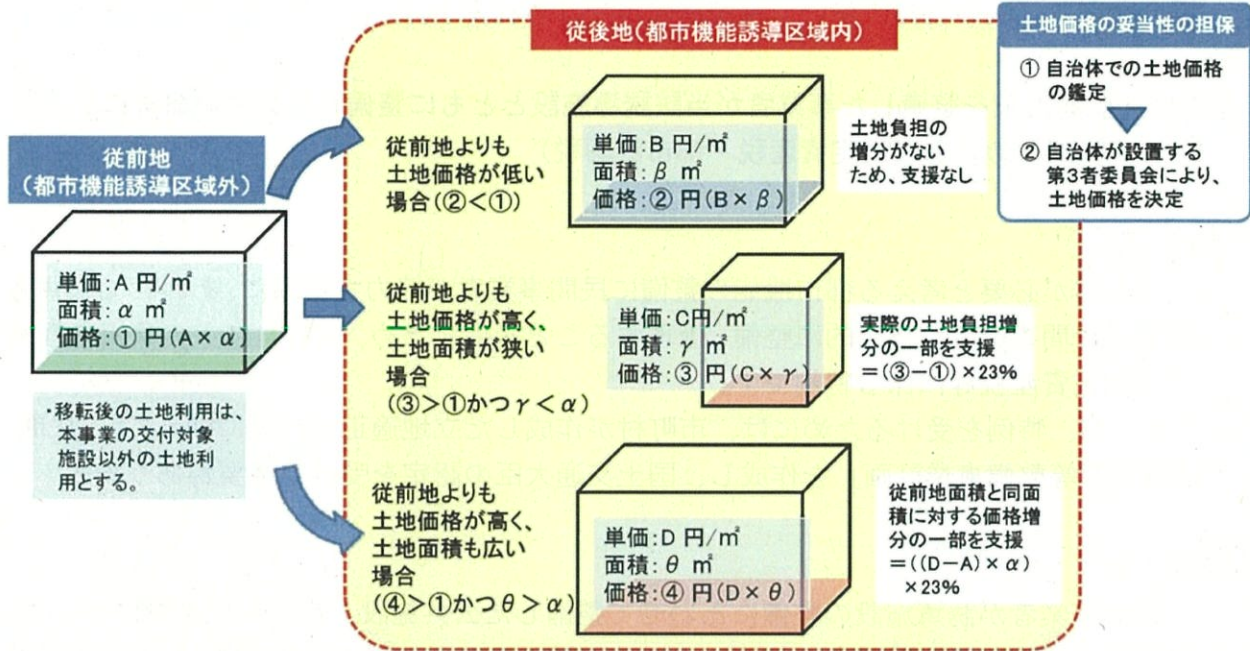 従後地(都市機能誘導区域内)
土地価格の妥当性の担保
① 自治体での土地価格
の鑑定
② 自治体が設置する
第3者委員会により、
土地価格を決定
従前地
(都市機能誘導区域外)
単価:A 円/㎡
面積:α ㎡
価格:① 円(A×α)
・移転後の土地利用は、
本事業の交付対象
施設以外の土地利
用とする。
従前地よりも
土地価格が低い
場合(②<①)
単価:B 円/㎡
面積:β ㎡
価格:② 円(B×β)
土地負担の
増分がない
ため、支援なし
従前地よりも
土地価格が高く、
土地面積が狭い
場合
(③>①かつγ<α)
単価:C円/㎡
面積:γ ㎡
価格:③ 円(C×γ)
実際の土地負担増
分の一部を支援
=(③-①)×23%
従前地よりも
土地価格が高く、
土地面積も広い
場合
(④>①かつθ>α)
単価:D 円/㎡
面積:θ ㎡
価格:④ 円(D×θ)
従前地面積と同面
積に対する価格増
分の一部を支援
=((D-A)×α)
×23%